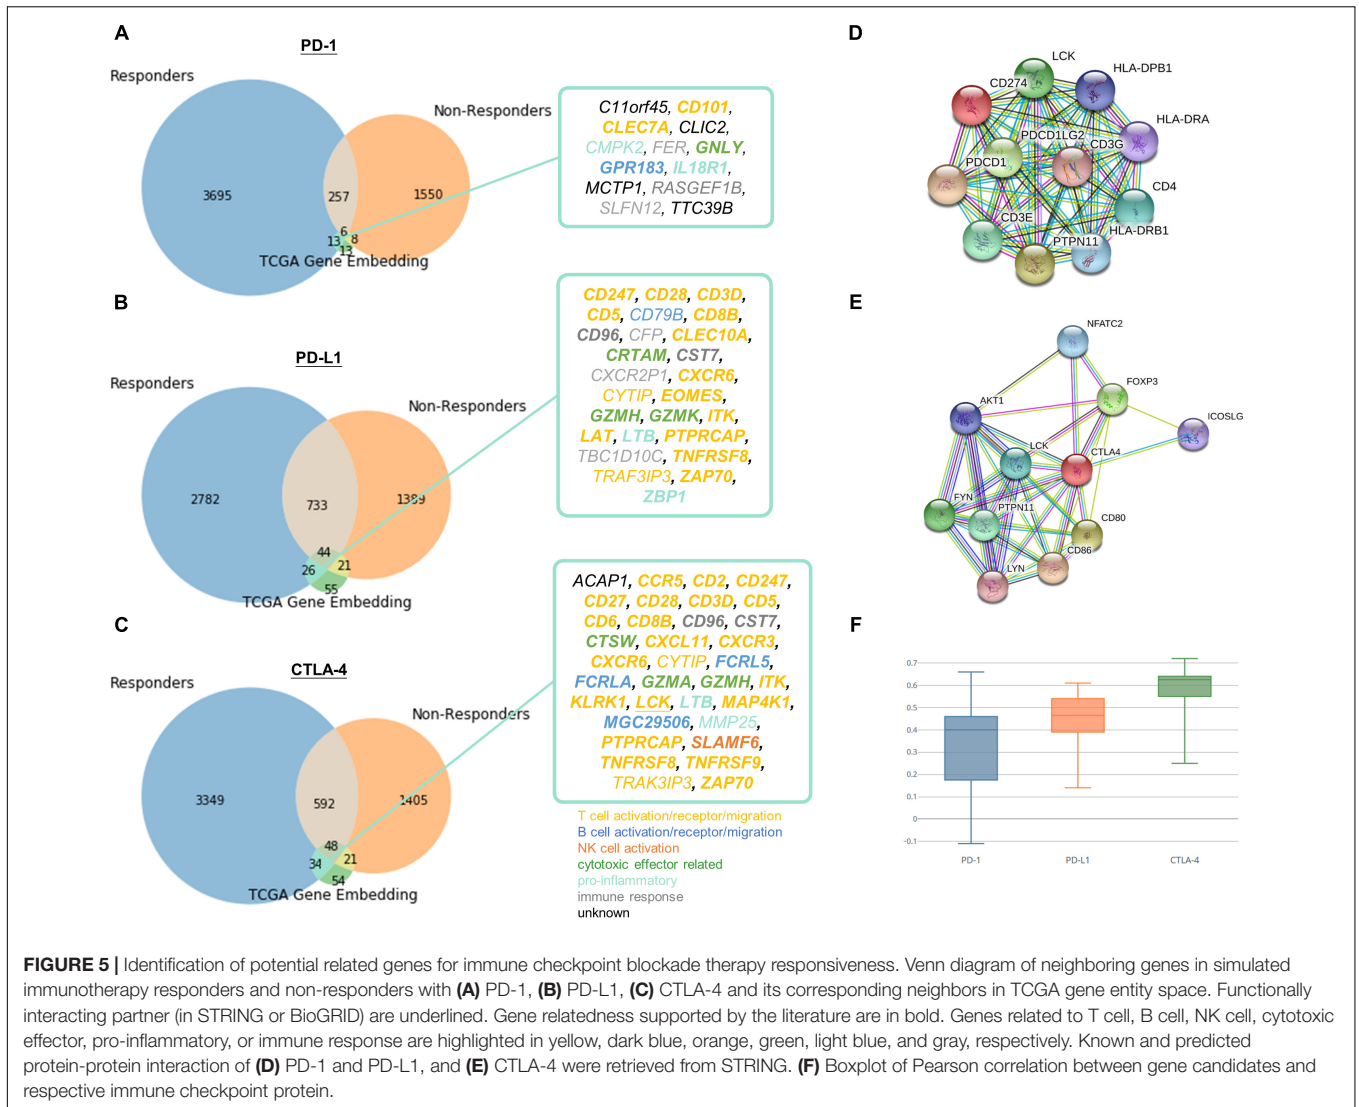 A
PD-1
Responders
Non-Responders
3695
257
1550
6
13
8
13
TCGA Gene Embedding
C11orf45, CD101,
CLEC7A, CLIC2,
CMPK2, FER, GNLY,
GPR183, IL18R1,
MCTP1, RASGEF1B,
SLFN12, TTC39B
B
PD-L1
Responders
Non-Responders
2782
733
1389
44
26
21
55
TCGA Gene Embedding
CD247, CD28, CD3D,
CD5, CD79B, CD8B,
CD96, CFP, CLEC10A,
CRTAM, CST7,
CXCR2P1, CXCR6,
CYTIP, EOMES,
GZMH, GZMK, ITK,
LAT, LTB, PTPRCAP,
TBC1D10C, TNFRSF8,
TRAF3IP3, ZAP70,
ZBP1
C
CTLA-4
Responders
Non-Responders
3349
592
1405
48
34
21
54
TCGA Gene Embedding
ACAP1, CCR5, CD2, CD247,
CD27, CD28, CD3D, CD5,
CD6, CD8B, CD96, CST7,
CTSW, CXCL11, CXCR3,
CXCR6, CYTIP, FCRL5,
FCRLA, GZMA, GZMH, ITK,
KLRK1, LCK, LTB, MAP4K1,
MGC29506, MMP25,
PTPRCAP, SLAMF6,
TNFRSF8, TNFRSF9,
TRAK3IP3, ZAP70
T cell activation/receptor/migration
B cell activation/receptor/migration
NK cell activation
cytotoxic effector related
pro-inflammatory
immune response
unknown
D
LCK
CD274
HLA-DPB1
HLA-DRA
PDCD1LG2
CD3G
PDCD1
CD4
CD3E
HLA-DRB1
PTPN11
E
NFATC2
FOXP3
AKT1
ICOSLG
LCK
CTLA4
FYN
PTPN11
CD80
CD86
LYN
F
0.7
0.6
0.5
0.4
0.3
0.2
0.1
0
-0.1
PD-1
PD-L1
CTLA-4
FIGURE 5 | Identification of potential related genes for immune checkpoint blockade therapy responsiveness. Venn diagram of neighboring genes in simulated
immunotherapy responders and non-responders with (A) PD-1, (B) PD-L1, (C) CTLA-4 and its corresponding neighbors in TCGA gene entity space. Functionally
interacting partner (in STRING or BioGRID) are underlined. Gene relatedness supported by the literature are in bold. Genes related to T cell, B cell, NK cell, cytotoxic
effector, pro-inflammatory, or immune response are highlighted in yellow, dark blue, orange, green, light blue, and gray, respectively. Known and predicted
protein-protein interaction of (D) PD-1 and PD-L1, and (E) CTLA-4 were retrieved from STRING. (F) Boxplot of Pearson correlation between gene candidates and
respective immune checkpoint protein.